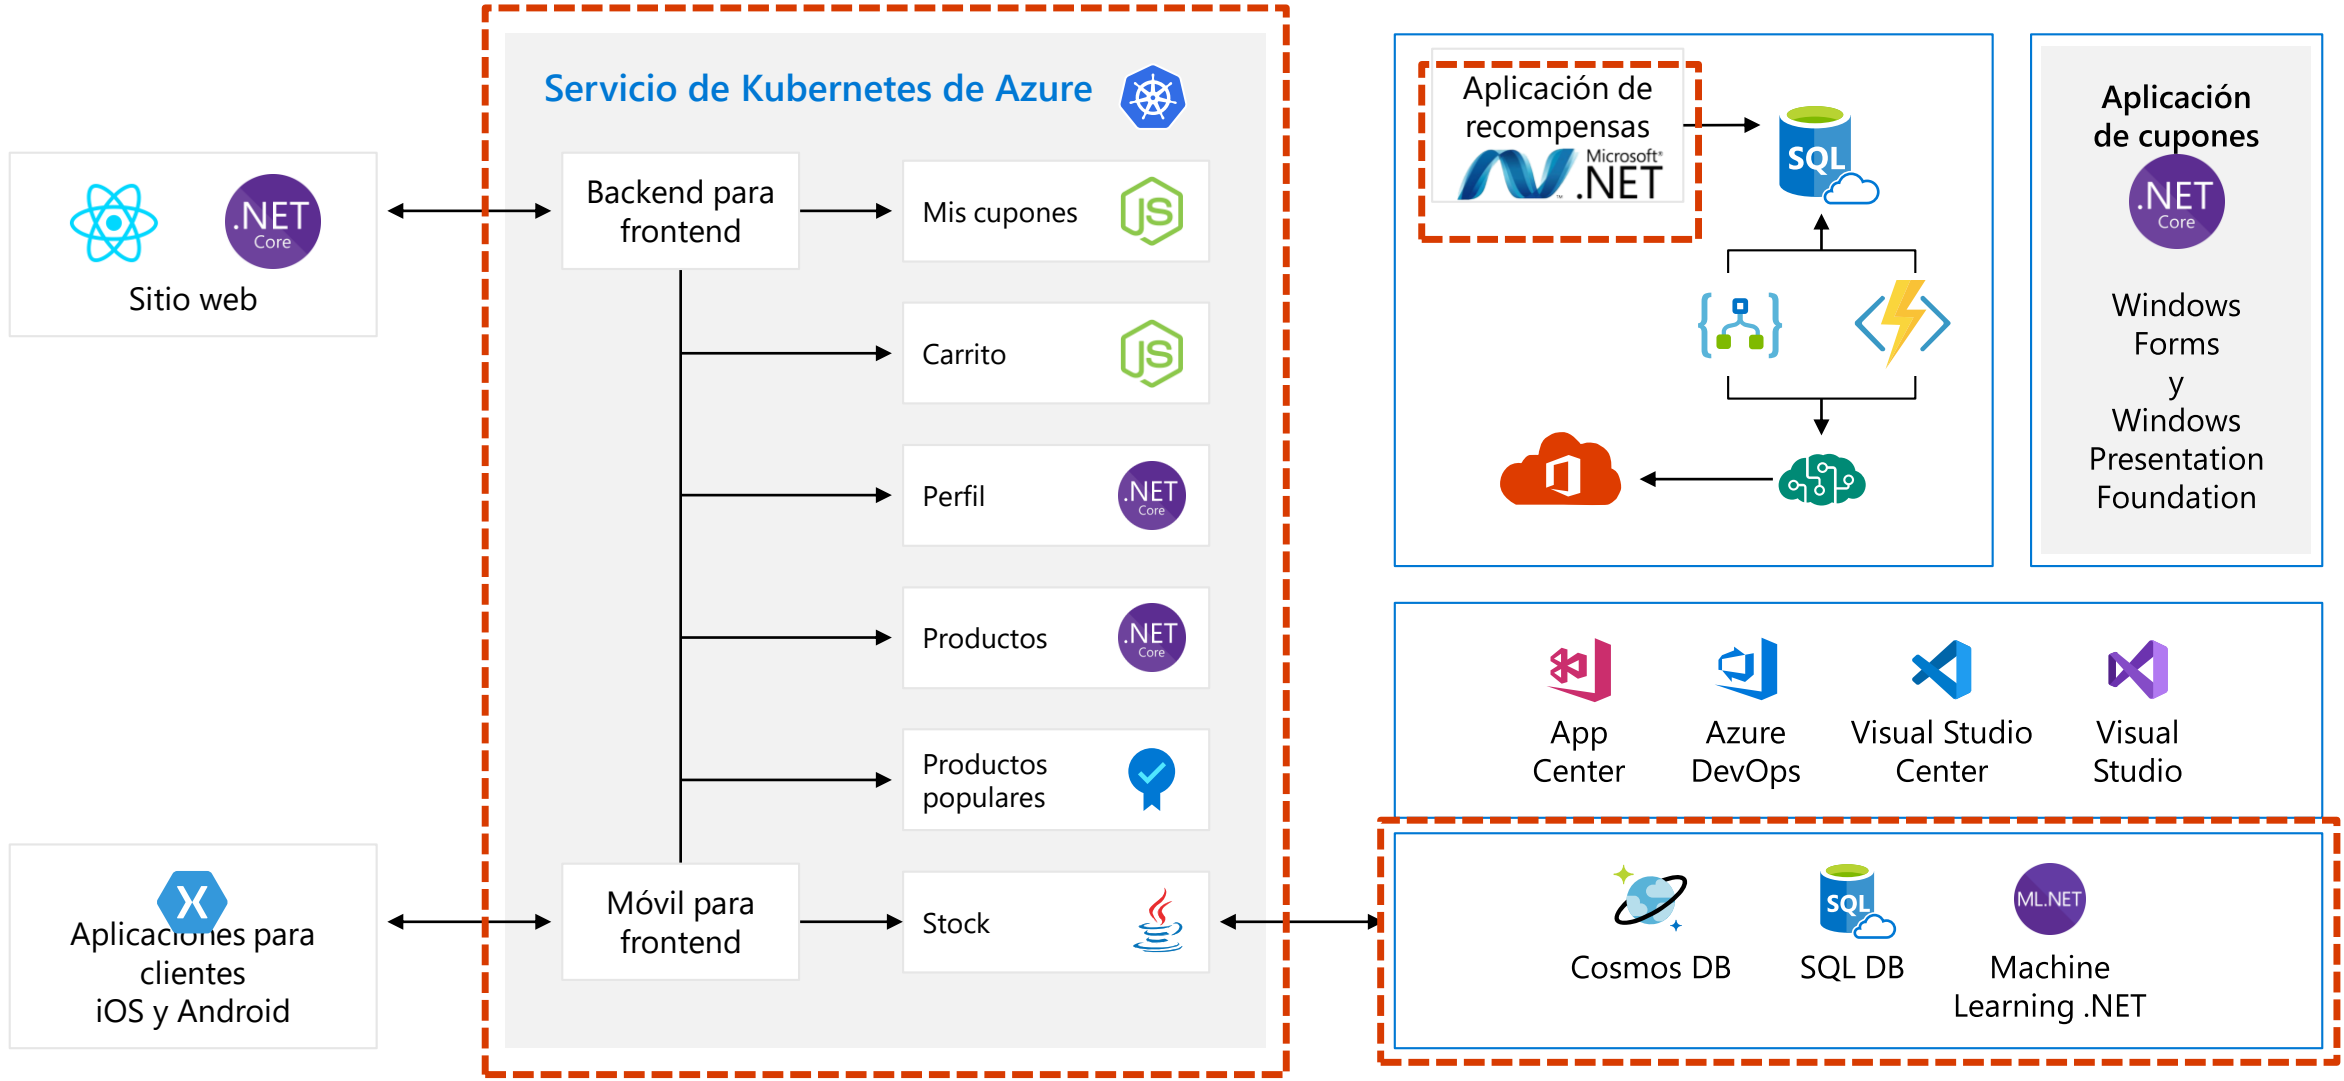 Servicio de Kubernetes de Azure
.NET
Core
Sitio web
Backend para
frontend
Mis cupones
JS
Carrito
JS
Perfil
.NET
Core
Productos
.NET
Core
Productos
populares
Móvil para
frontend
Stock
Aplicaciones para
clientes
iOS y Android
Aplicación de
recompensas
Microsoft®
.NET
SQL
Aplicación
de cupones
.NET
Core
Windows
Forms
y
Windows
Presentation
Foundation
App
Center
Azure
DevOps
Visual Studio
Center
Visual
Studio
Cosmos DB
SQL
SQL DB
ML.NET
Machine
Learning .NET